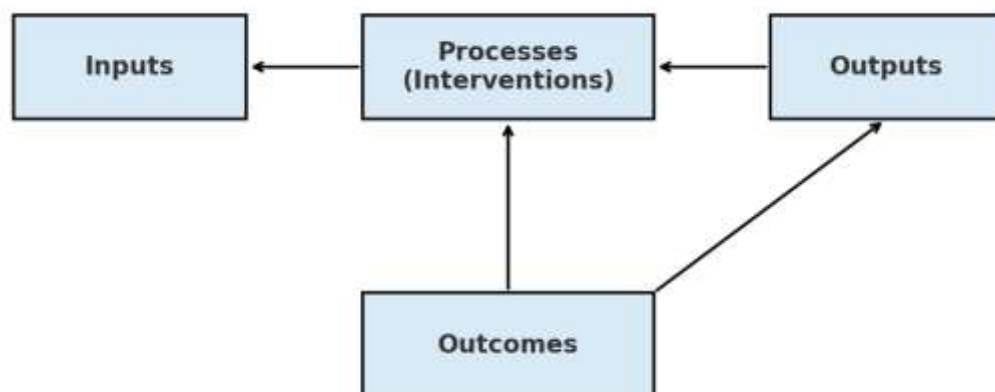 Inputs
Processes
(Interventions)
Outputs
Outcomes